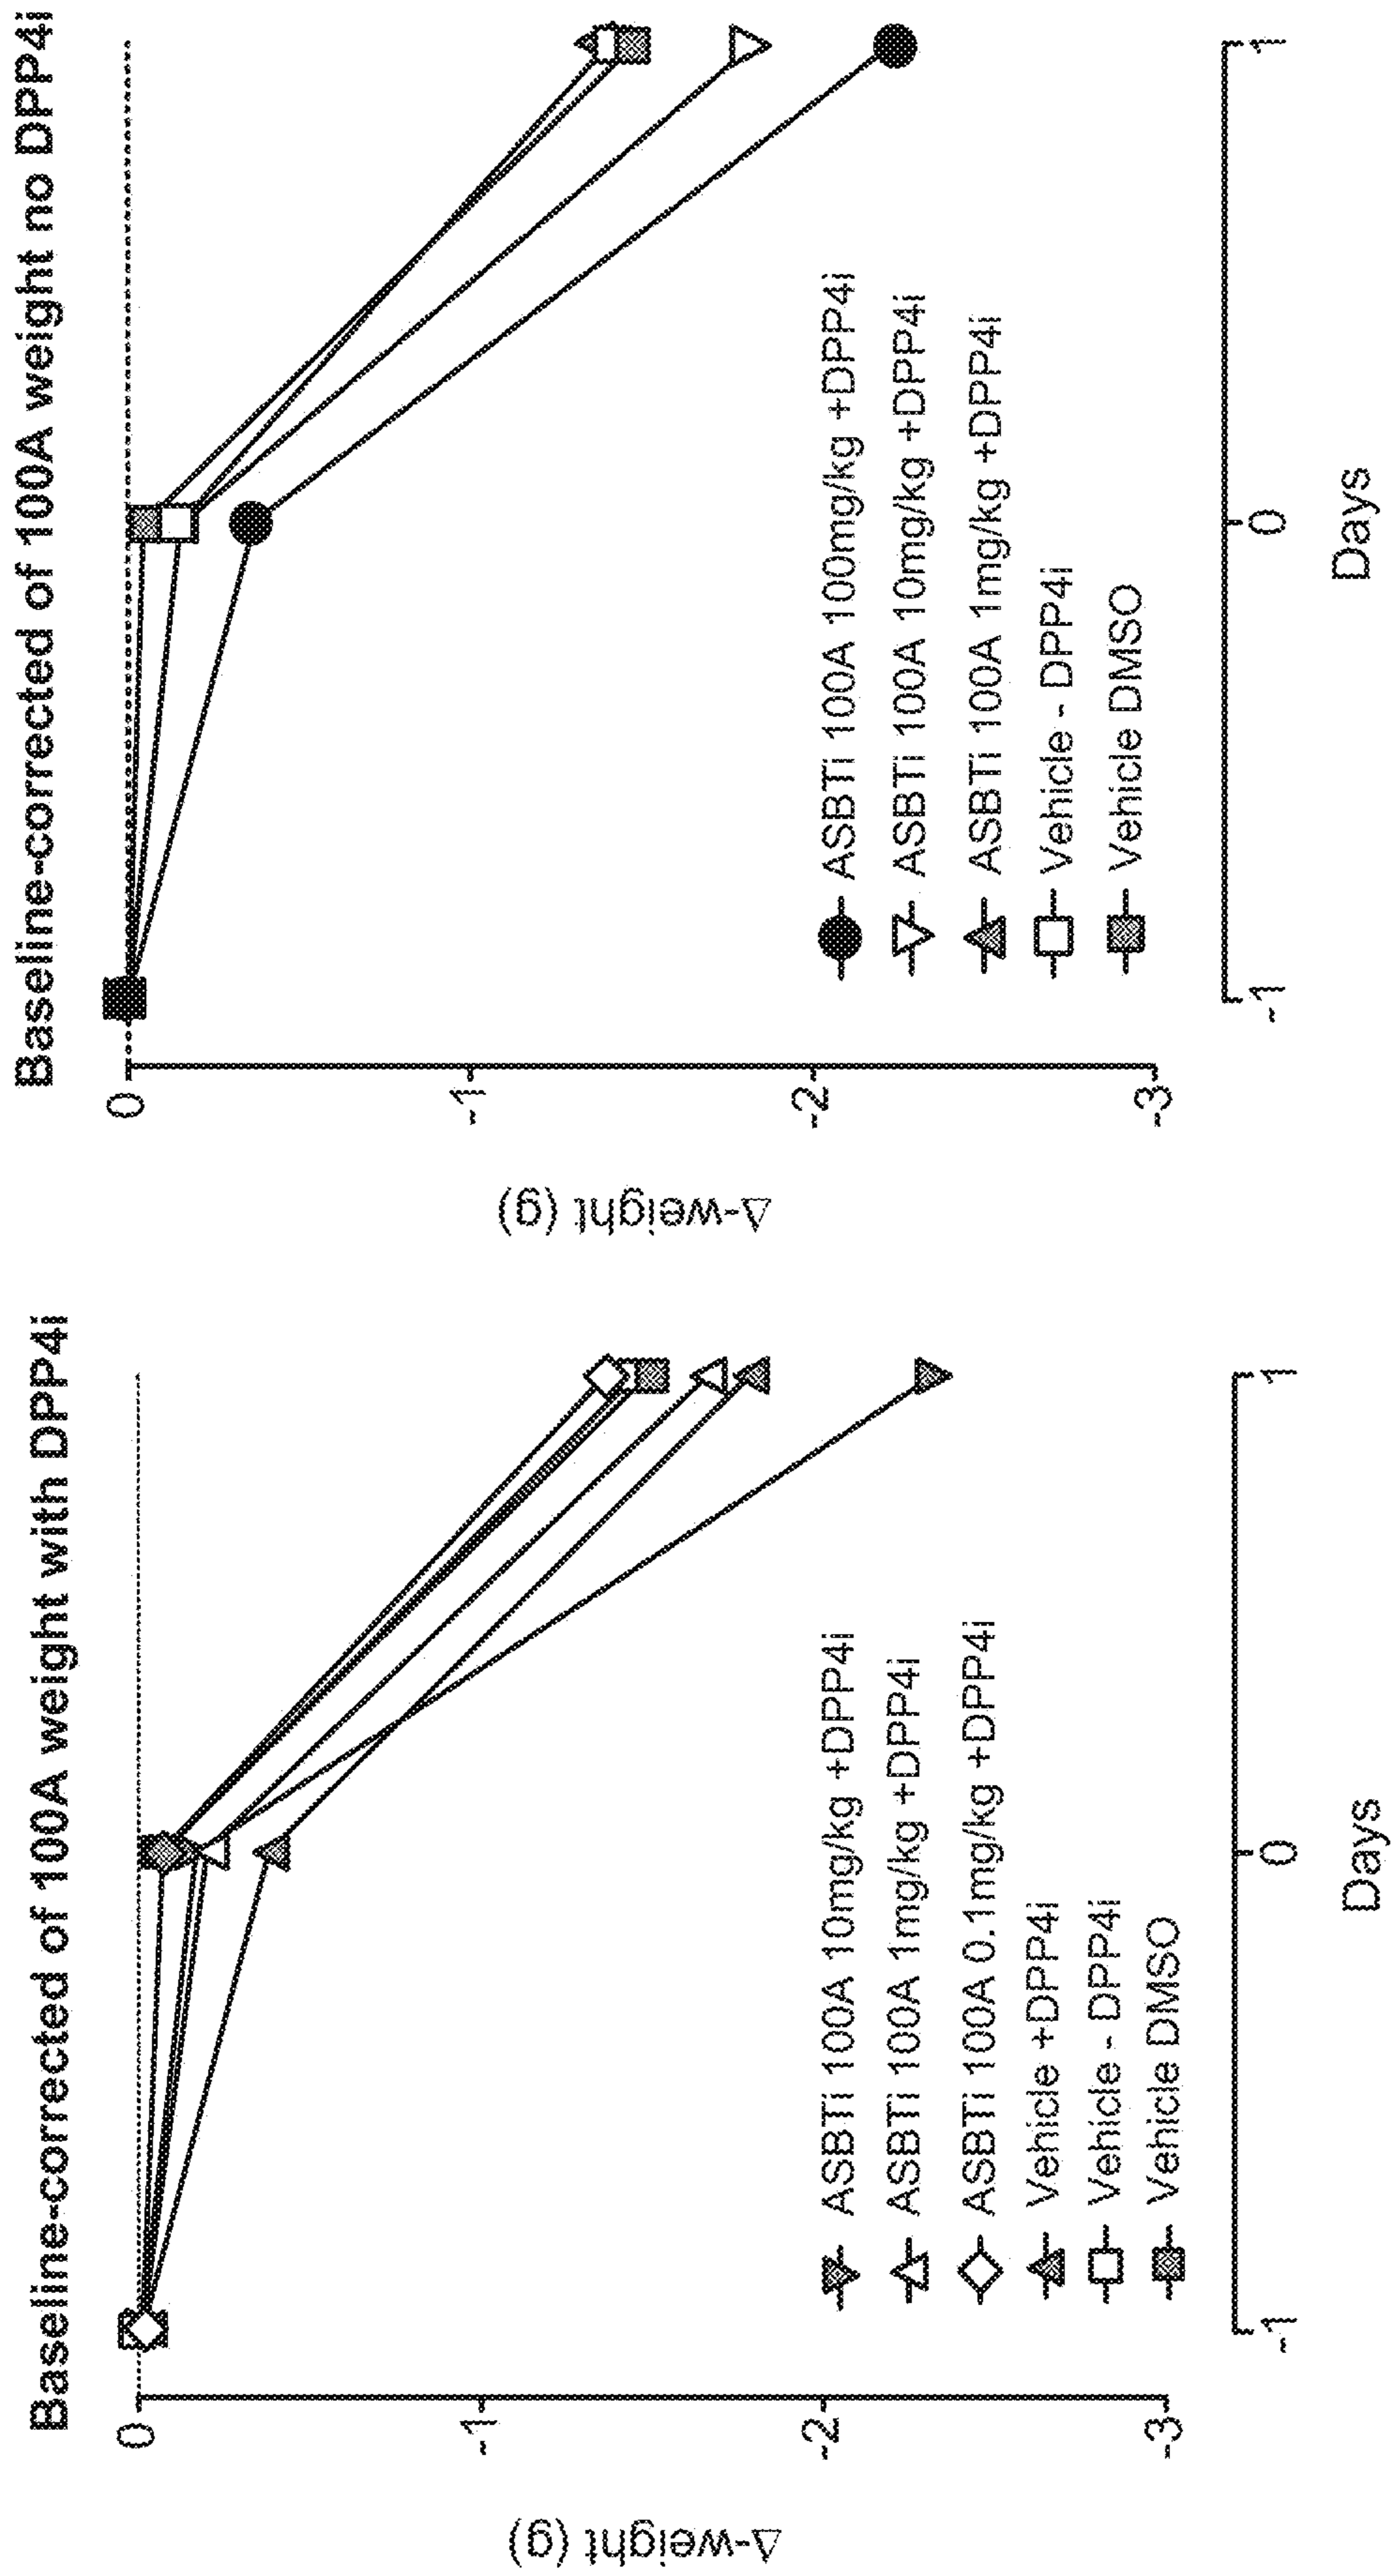 Baseline-corrected of 100A weight with DPP4i
Δ-weight (g)
0
-1
-2
-3
ASBTi 100A 10mg/kg +DPP4i
ASBTi 100A 1mg/kg +DPP4i
ASBTi 100A 0.1mg/kg +DPP4i
Vehicle +DPP4i
Vehicle - DPP4i
Vehicle DMSO
-1
0
1
Days
Baseline-corrected of 100A weight no DPP4i
Δ-weight (g)
0
-1
-2
-3
ASBTi 100A 100mg/kg +DPP4i
ASBTi 100A 10mg/kg +DPP4i
ASBTi 100A 1mg/kg +DPP4i
Vehicle - DPP4i
Vehicle DMSO
-1
0
1
Days